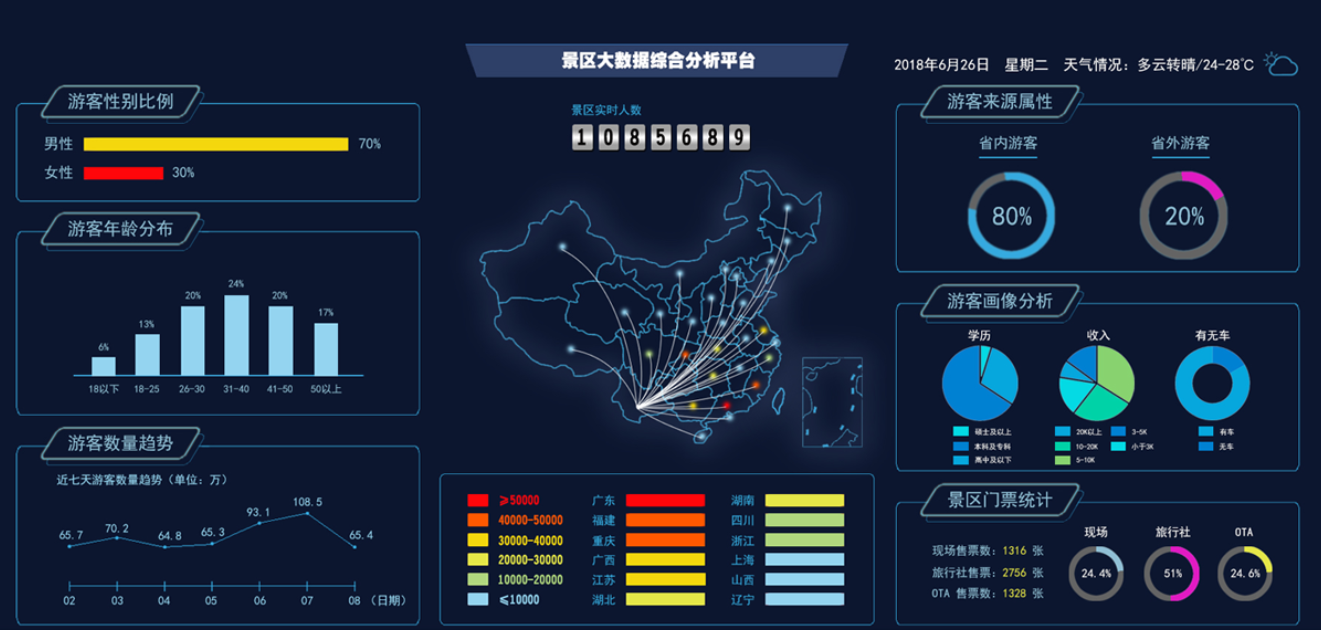 景区大数据综合分析平台
2018年6月26日 星期二 天气情况：多云转晴/24-28℃
游客性别比例
男性 70%
女性 30%
游客年龄分布
6% 13% 20% 24% 20% 17%
18以下 18-25 26-30 31-40 41-50 50以上
游客数量趋势
近七天游客数量趋势（单位：万）
65.7 70.2 64.8 65.3 93.1 108.5 65.4
02 03 04 05 06 07 08 （日期）
景区实时人数
1085689
≥50000 广东 湖南
40000-50000 福建 四川
30000-40000 重庆 浙江
20000-30000 广西 上海
10000-20000 江苏 山西
≤10000 湖北 辽宁
游客来源属性
省内游客 省外游客
80% 20%
游客画像分析
学历 收入 有无车
硕士及以上 20K以上 3-5K 有车
本科及专科 10-20K 小于3K 无车
高中及以下 5-10K
景区门票统计
现场 旅行社 OTA
现场售票数：1316 张
旅行社售票：2756 张
OTA 售票数：1328 张
24.4% 51% 24.6%